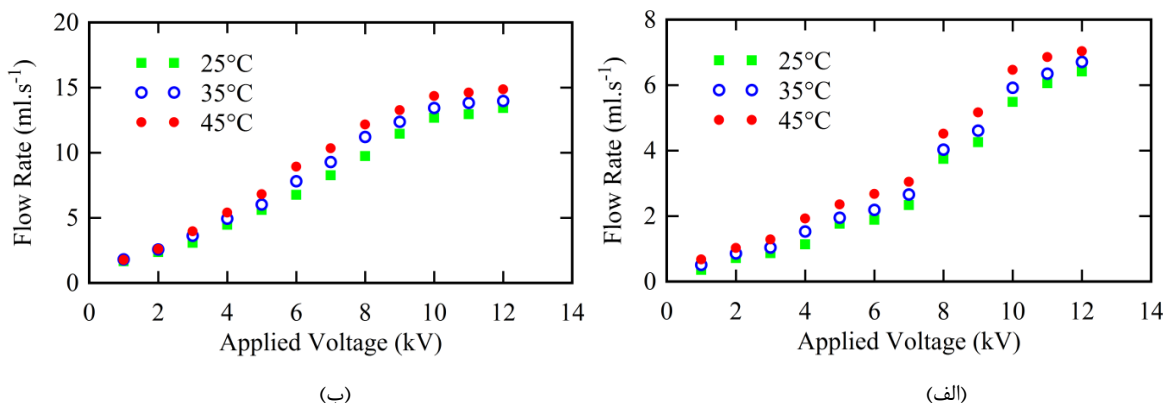 20
15
10
5
0
Flow Rate (ml.s⁻¹)
25°C
35°C
45°C
0 2 4 6 8 10 12 14
Applied Voltage (kV)
(ب)
8
6
4
2
0
Flow Rate (ml.s⁻¹)
25°C
35°C
45°C
0 2 4 6 8 10 12 14
Applied Voltage (kV)
(الف)